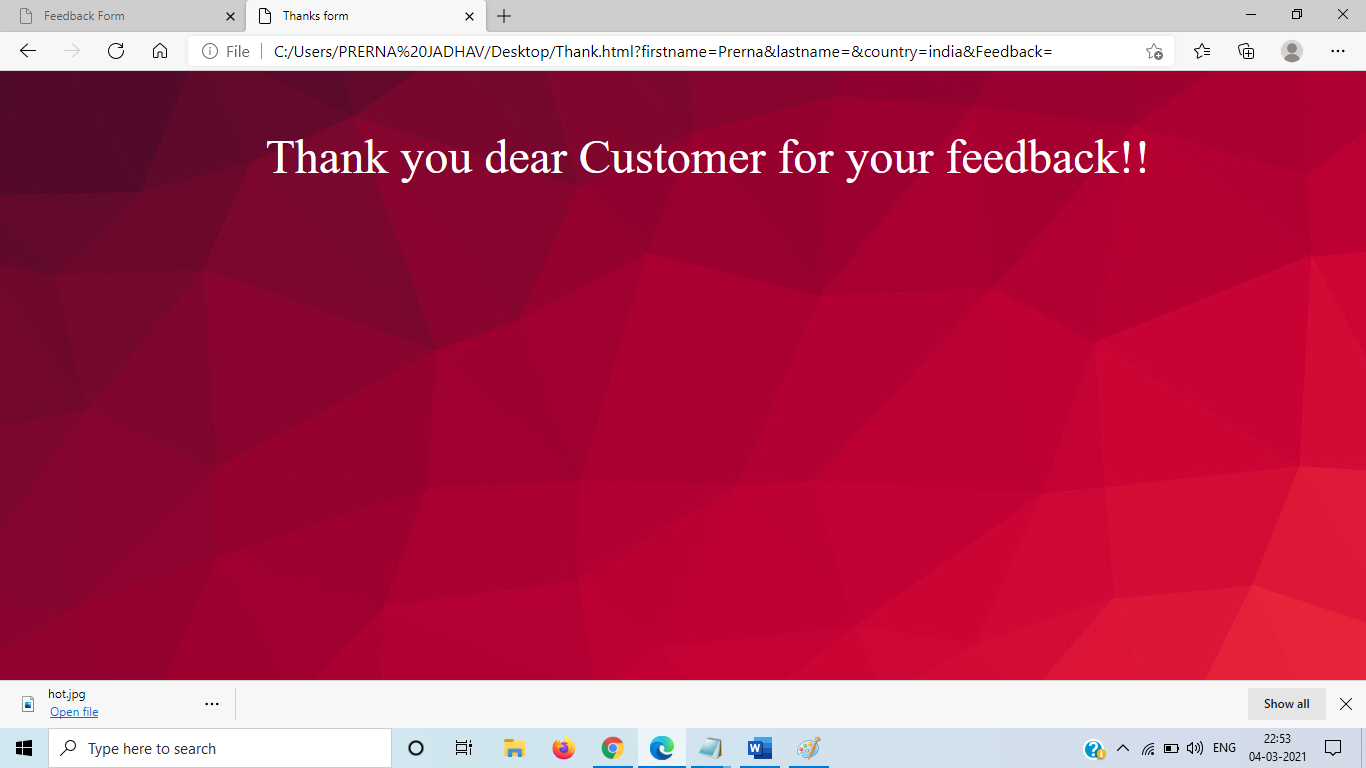 Feedback Form
Thanks form
File
C:/Users/PRERNA%20JADHAV/Desktop/Thank.html?firstname=Prerna&lastname=&country=india&Feedback=
Thank you dear Customer for your feedback!!
hot.jpg
Open file
Show all
Type here to search
W
ENG
22:53
04-03-2021